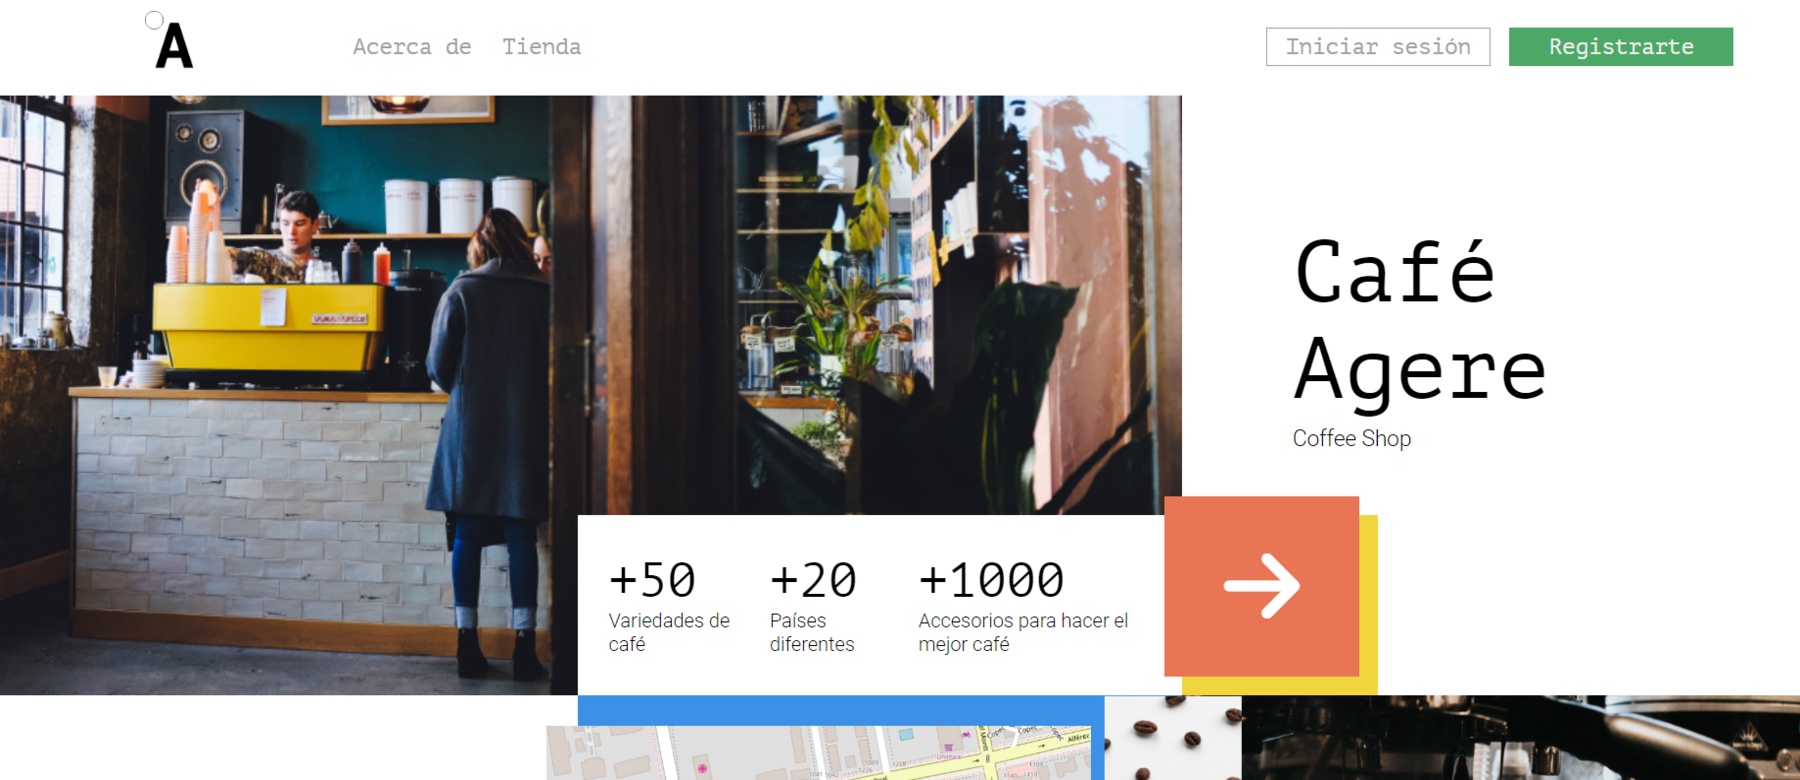 A
Acerca de
Tienda
Iniciar sesión
Registrarte
Café
Agere
Coffee Shop
+50
Variedades de
café
+20
Países
diferentes
+1000
Accesorios para hacer el
mejor café
Alférez